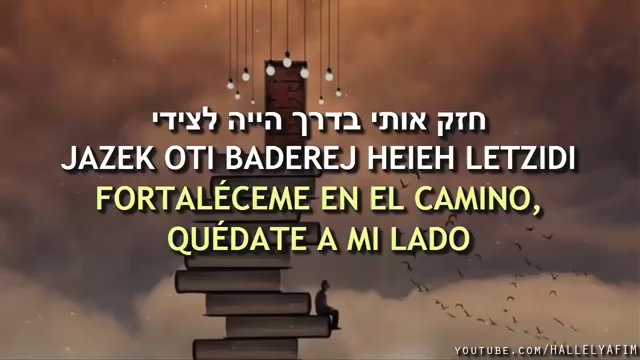 חזק אותי בדרך הייה לצידי
JAZEK OTI BADEREJ HEIEH LETZIDI
FORTALÉCEME EN EL CAMINO,
QUÉDATE A MI LADO
YOUTUBE.COM/HALLELYAFIM